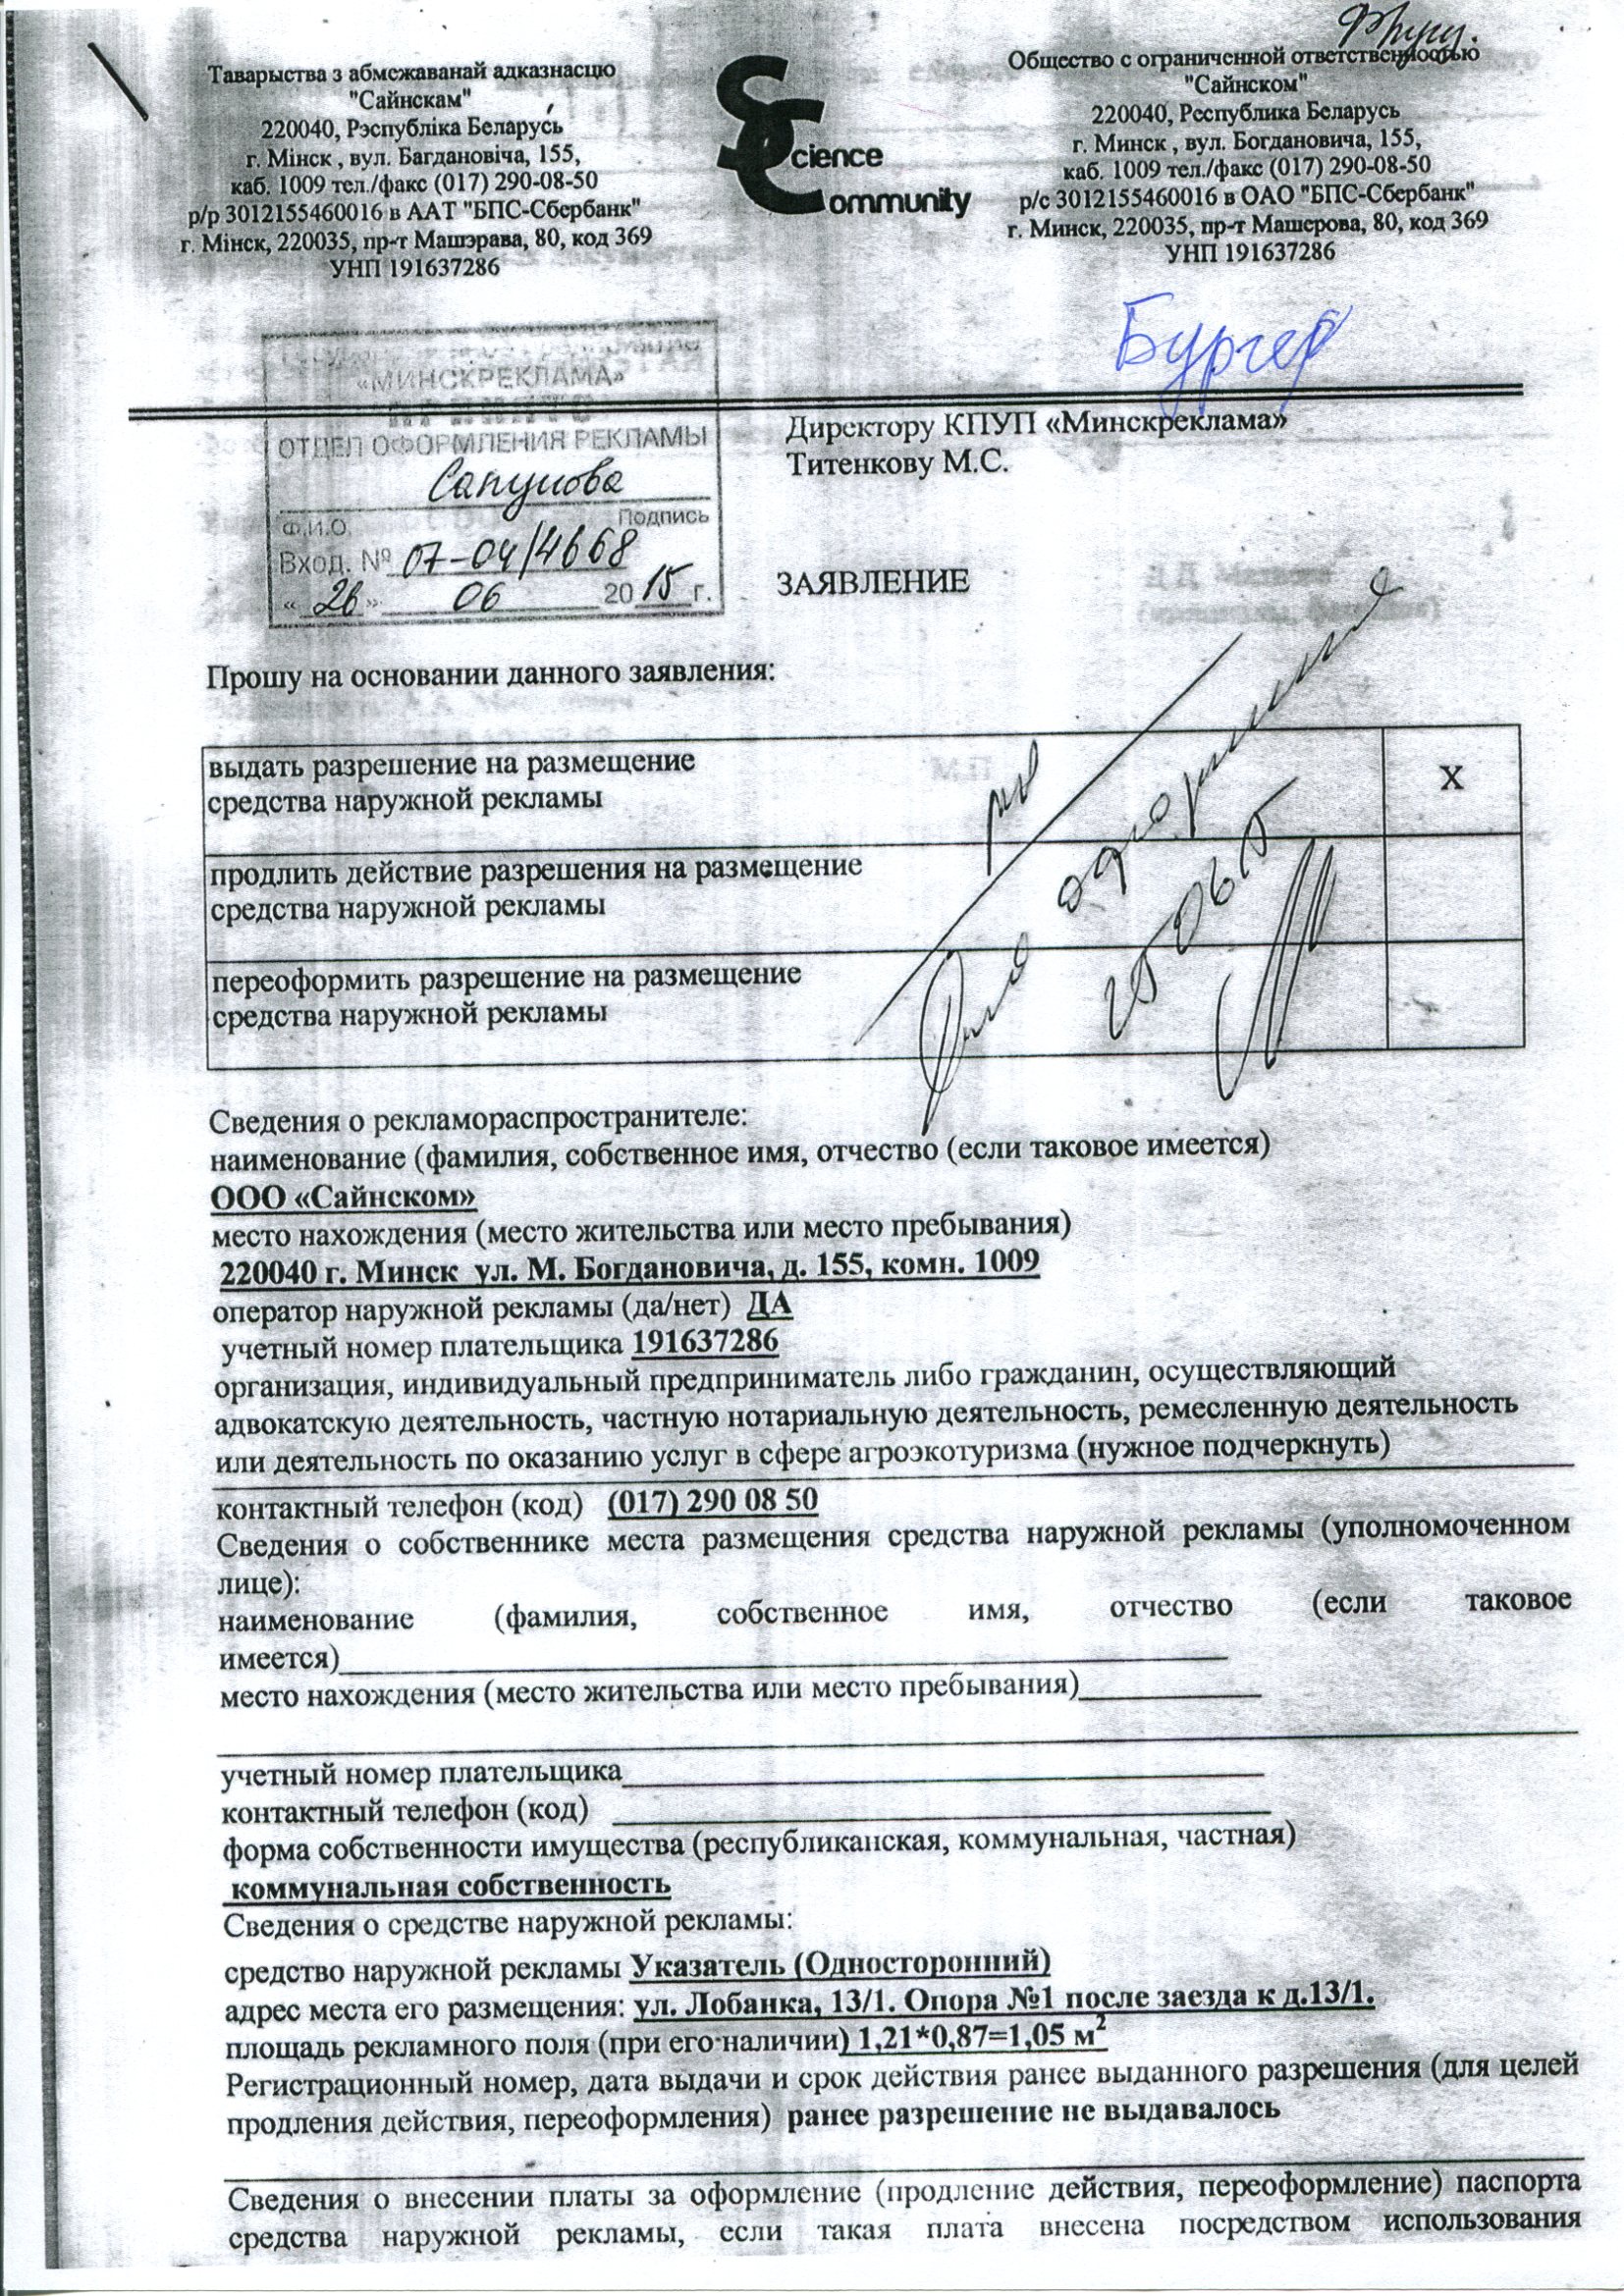 Таварыства з абмежаванай адказнасцю
"Сайнскам"
220040, Рэспубліка Беларусь
г. Мінск , вул. Багдановіча, 155,
каб. 1009 тел./факс (017) 290-08-50
р/р 3012155460016 в ААТ "БПС-Сбербанк"
г. Мінск, 220035, пр-т Машэрава, 80, код 369
УНП 191637286
Science
Community
Общество с ограниченной ответственностью
"Сайнском"
220040, Республика Беларусь
г. Минск , вул. Богдановича, 155,
каб. 1009 тел./факс (017) 290-08-50
р/с 3012155460016 в ОАО "БПС-Сбербанк"
г. Минск, 220035, пр-т Машерова, 80, код 369
УНП 191637286
Бургер
«МИНСКРЕКЛАМА»
ОТДЕЛ ОФОРМЛЕНИЯ РЕКЛАМЫ
Сапунова
Ф.И.О. Подпись
Вход. № 07-04/4668
« 26 » 06 2015 г.
Директору КПУП «Минскреклама»
Титенкову М.С.
ЗАЯВЛЕНИЕ
Прошу на основании данного заявления:
выдать разрешение на размещение
средства наружной рекламы
X
продлить действие разрешения на размещение
средства наружной рекламы
переоформить разрешение на размещение
средства наружной рекламы
Сведения о рекламораспространителе:
наименование (фамилия, собственное имя, отчество (если таковое имеется)
ООО «Сайнском»
место нахождения (место жительства или место пребывания)
220040 г. Минск ул. М. Богдановича, д. 155, комн. 1009
оператор наружной рекламы (да/нет) ДА
учетный номер плательщика 191637286
организация, индивидуальный предприниматель либо гражданин, осуществляющий
адвокатскую деятельность, частную нотариальную деятельность, ремесленную деятельность
или деятельность по оказанию услуг в сфере агроэкотуризма (нужное подчеркнуть)
контактный телефон (код) (017) 290 08 50
Сведения о собственнике места размещения средства наружной рекламы (уполномоченном
лице):
наименование (фамилия, собственное имя, отчество (если таковое
имеется)
место нахождения (место жительства или место пребывания)
учетный номер плательщика
контактный телефон (код)
форма собственности имущества (республиканская, коммунальная, частная)
коммунальная собственность
Сведения о средстве наружной рекламы:
средство наружной рекламы Указатель (Односторонний)
адрес места его размещения: ул. Лобанка, 13/1. Опора №1 после заезда к д.13/1.
площадь рекламного поля (при его наличии) 1,21*0,87=1,05 м²
Регистрационный номер, дата выдачи и срок действия ранее выданного разрешения (для целей
продления действия, переоформления) ранее разрешение не выдавалось
Сведения о внесении платы за оформление (продление действия, переоформление) паспорта
средства наружной рекламы, если такая плата внесена посредством использования